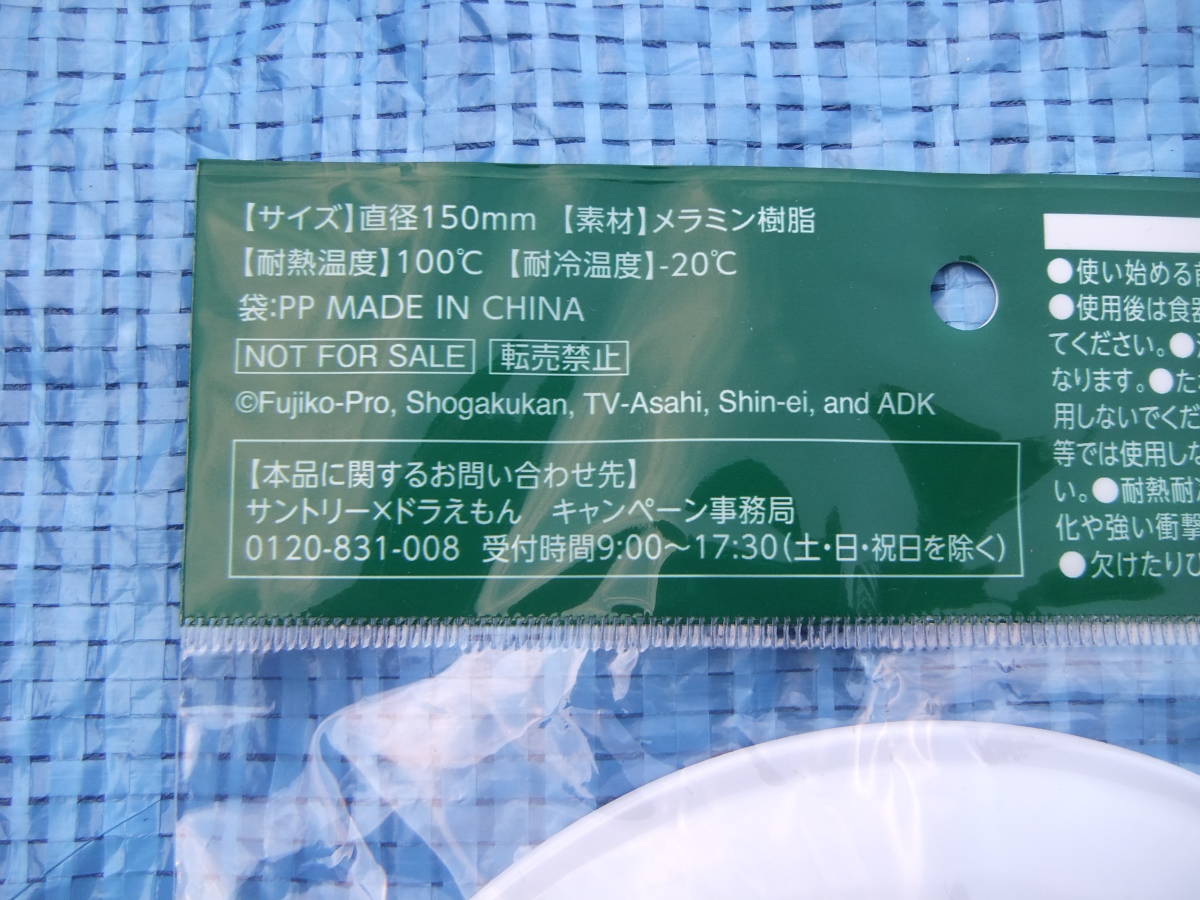 【サイズ】直径150mm 【素材】メラミン樹脂
【耐熱温度】100℃ 【耐冷温度】-20℃
袋:PP MADE IN CHINA
NOT FOR SALE 転売禁止
©Fujiko-Pro, Shogakukan, TV-Asahi, Shin-ei, and ADK
【本品に関するお問い合わせ先】
サントリー×ドラえもん キャンペーン事務局
0120-831-008 受付時間9:00～17:30(土・日・祝日を除く)
●使い始める
●使用後は食器
てください。●
なります。●た
用しないでくだ
等では使用しな
い。●耐熱耐
化や強い衝撃
●欠けたりひ